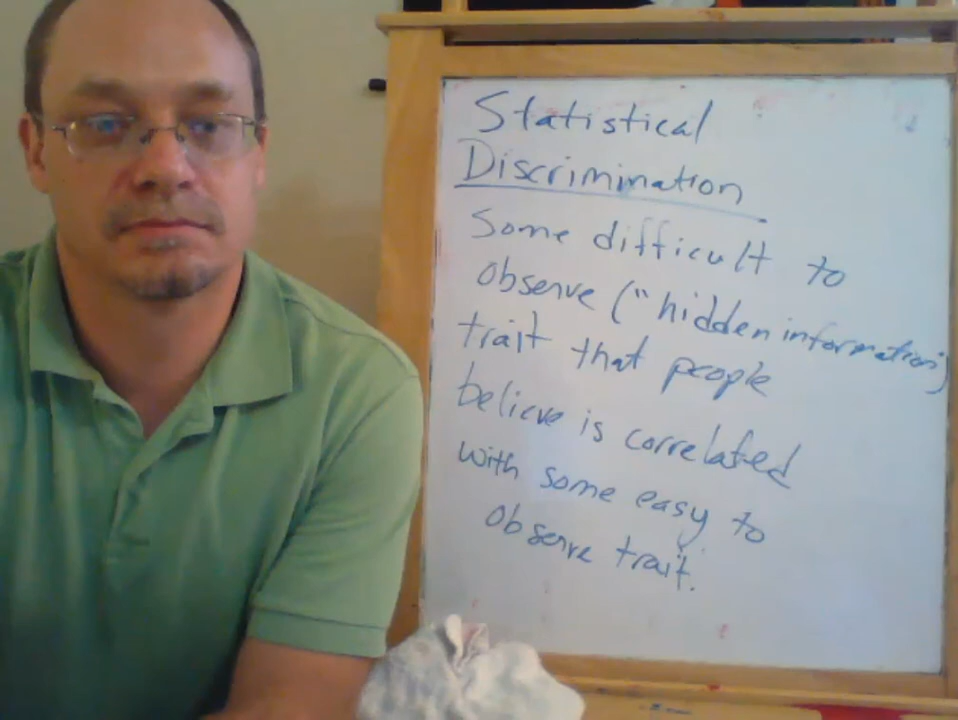 Statistical
Discrimination
Some difficult to
observe ("hidden information)
trait that people
believe is correlated
with some easy to
observe trait.